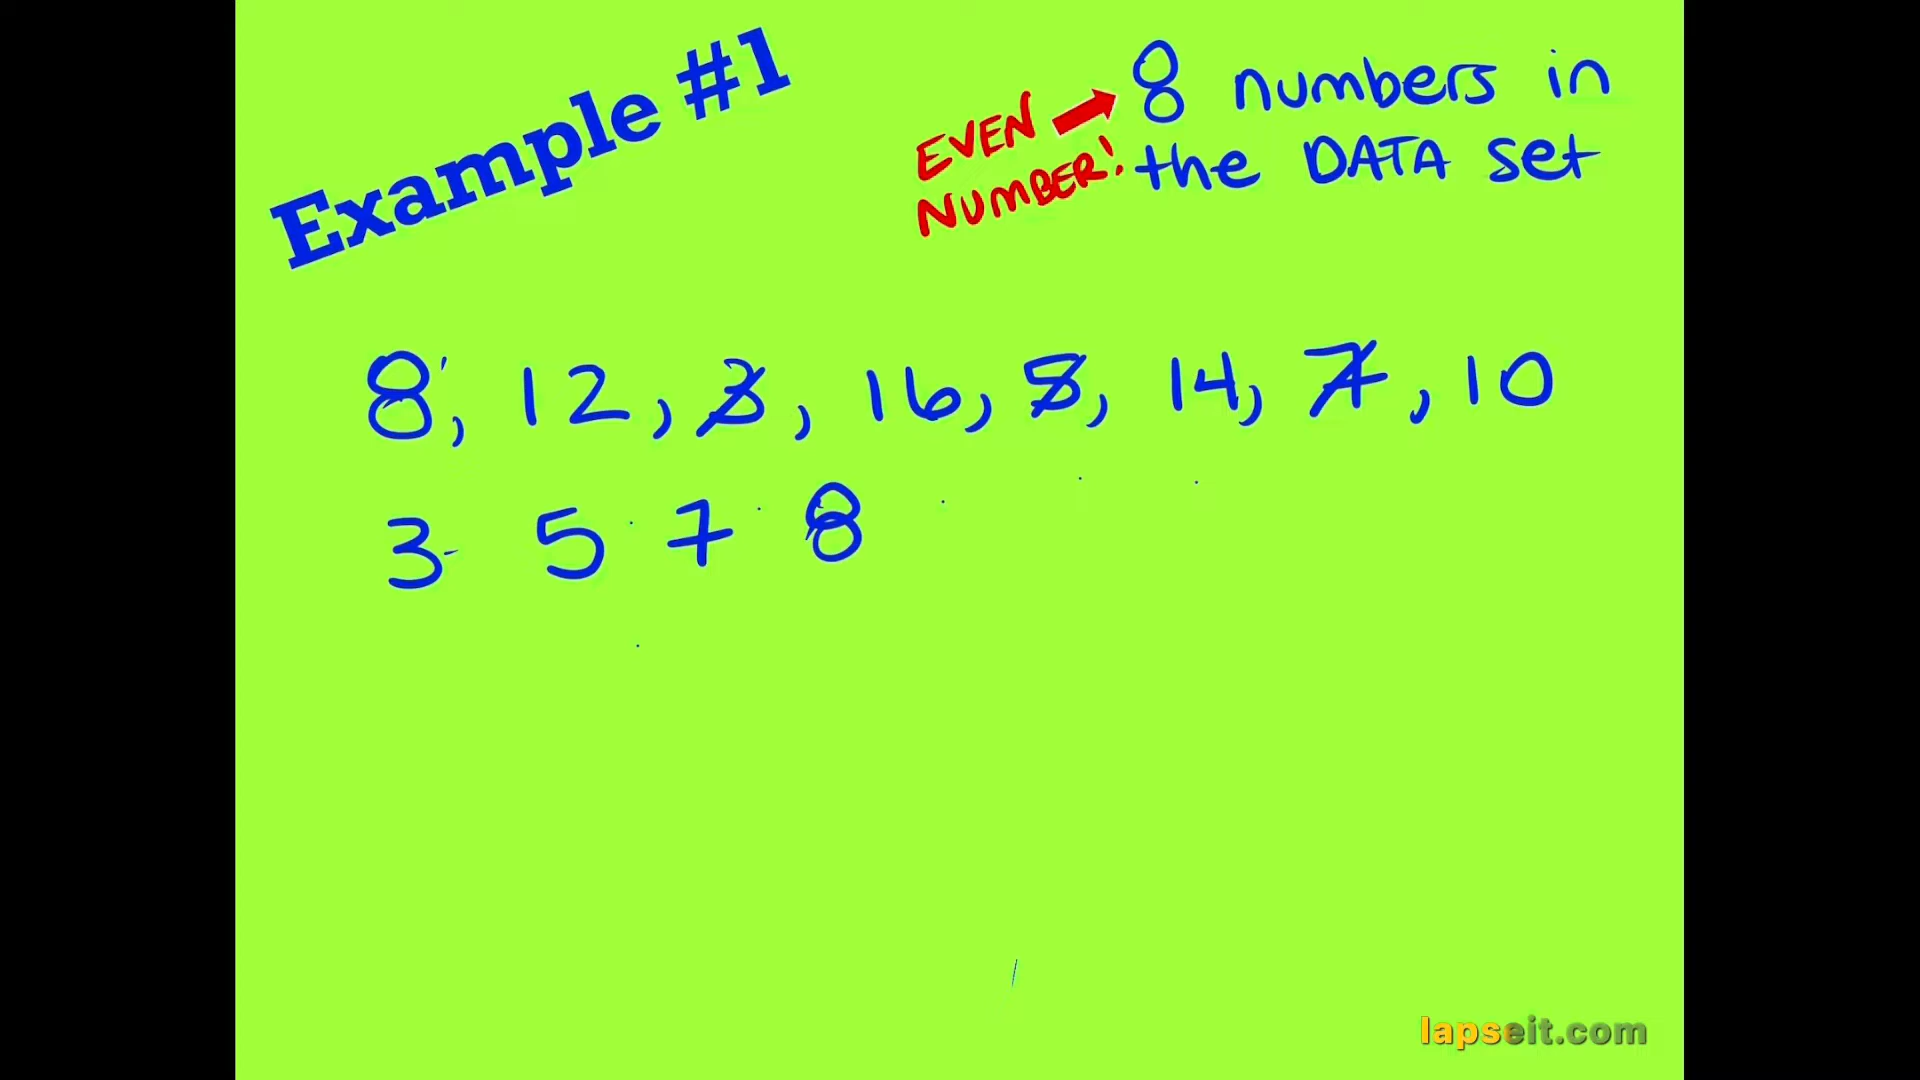 Example #1
EVEN
NUMBER!
8 numbers in
the DATA set
8, 12, 3, 16, 5, 14, 7, 10
3 5 7 8
lapseit.com